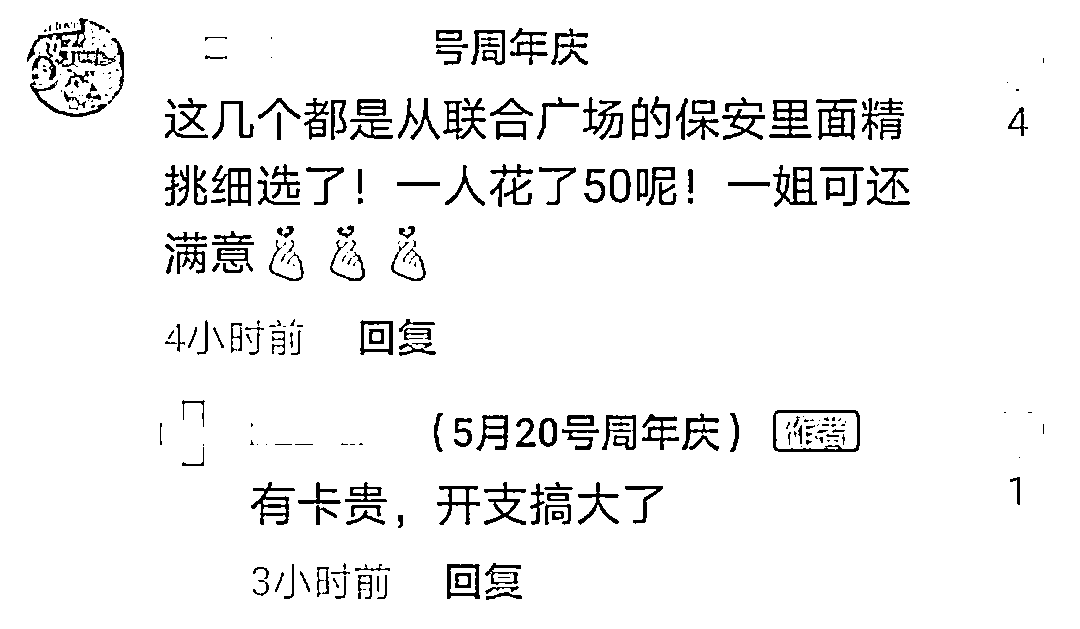 号周年庆
这几个都是从联合广场的保安里面精
4
挑细选了！一人花了50呢！一姐可还
满意
4小时前 回复
（5月20号周年庆） 作者
有卡贵，开支搞大了
1
3小时前 回复